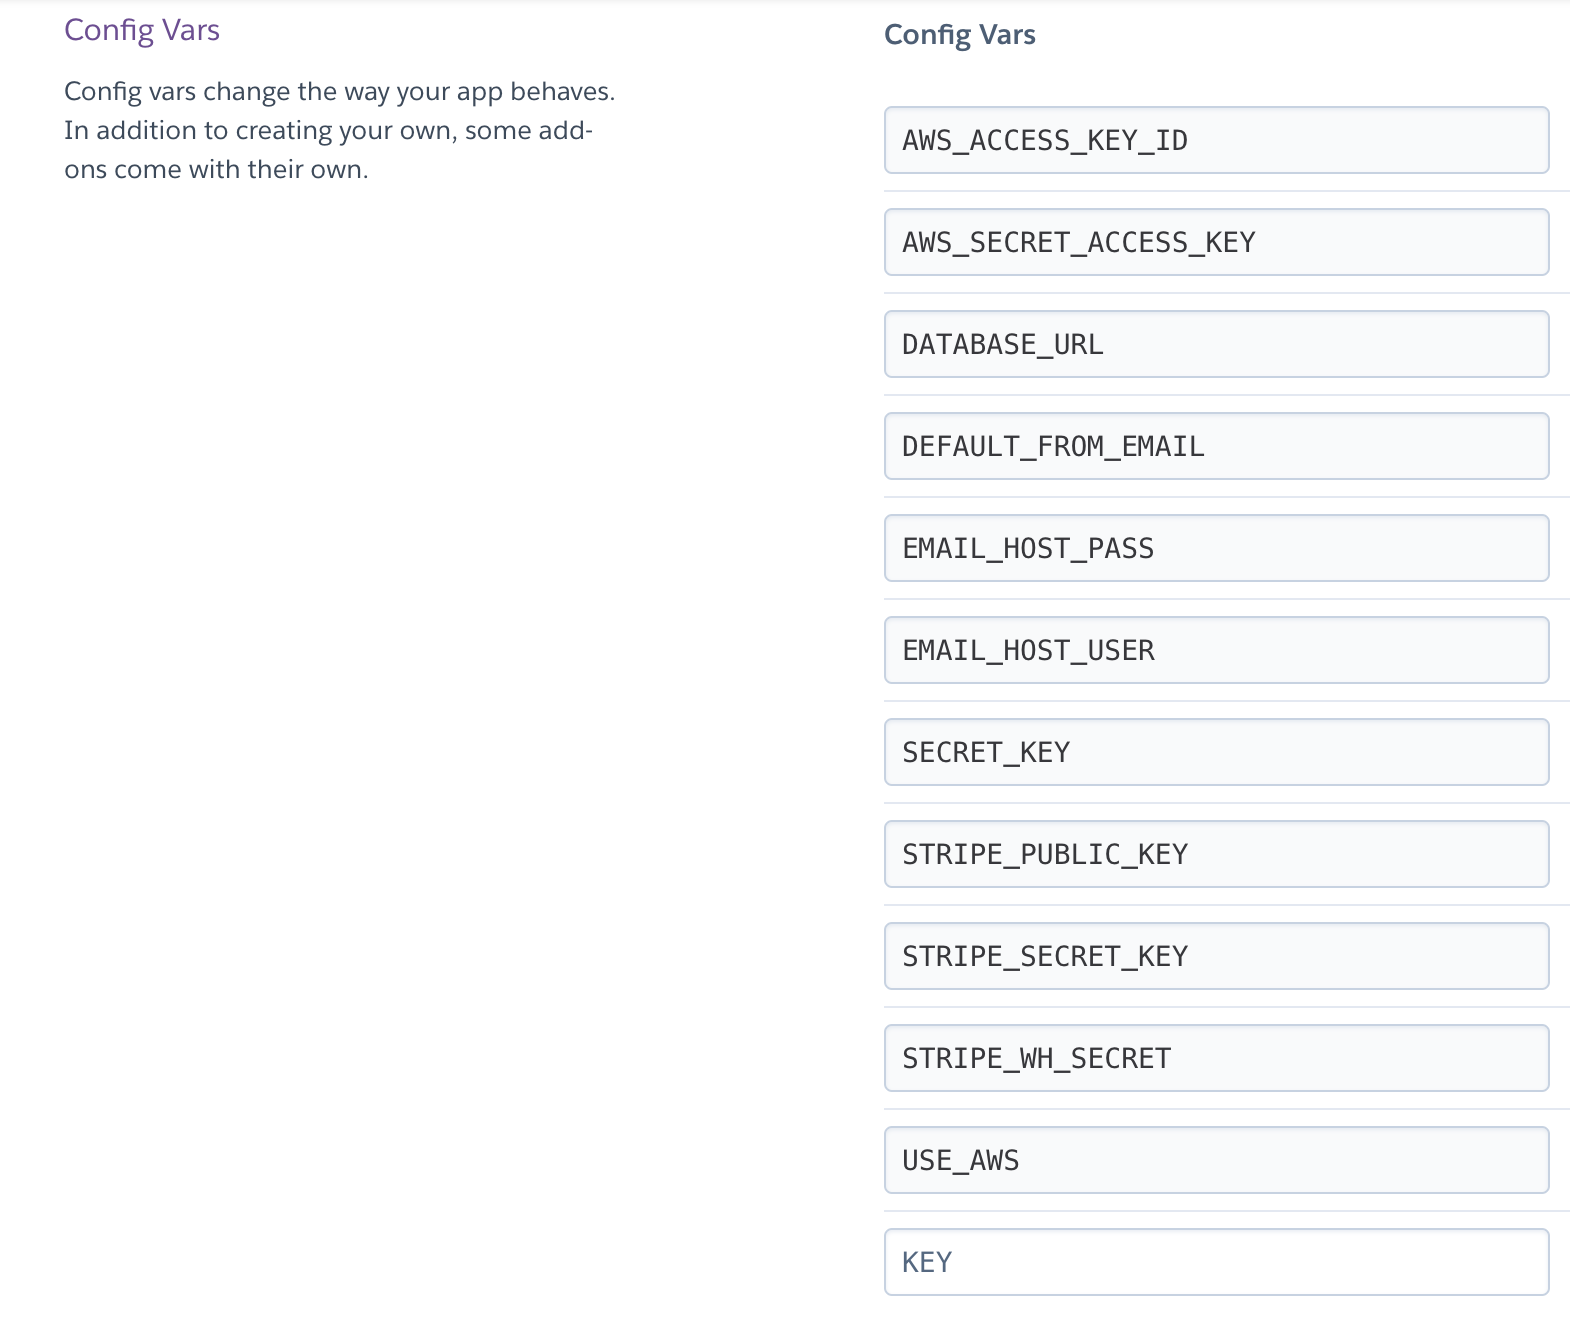 Config Vars
Config vars change the way your app behaves.
In addition to creating your own, some add-
ons come with their own.
Config Vars
AWS_ACCESS_KEY_ID
AWS_SECRET_ACCESS_KEY
DATABASE_URL
DEFAULT_FROM_EMAIL
EMAIL_HOST_PASS
EMAIL_HOST_USER
SECRET_KEY
STRIPE_PUBLIC_KEY
STRIPE_SECRET_KEY
STRIPE_WH_SECRET
USE_AWS
KEY